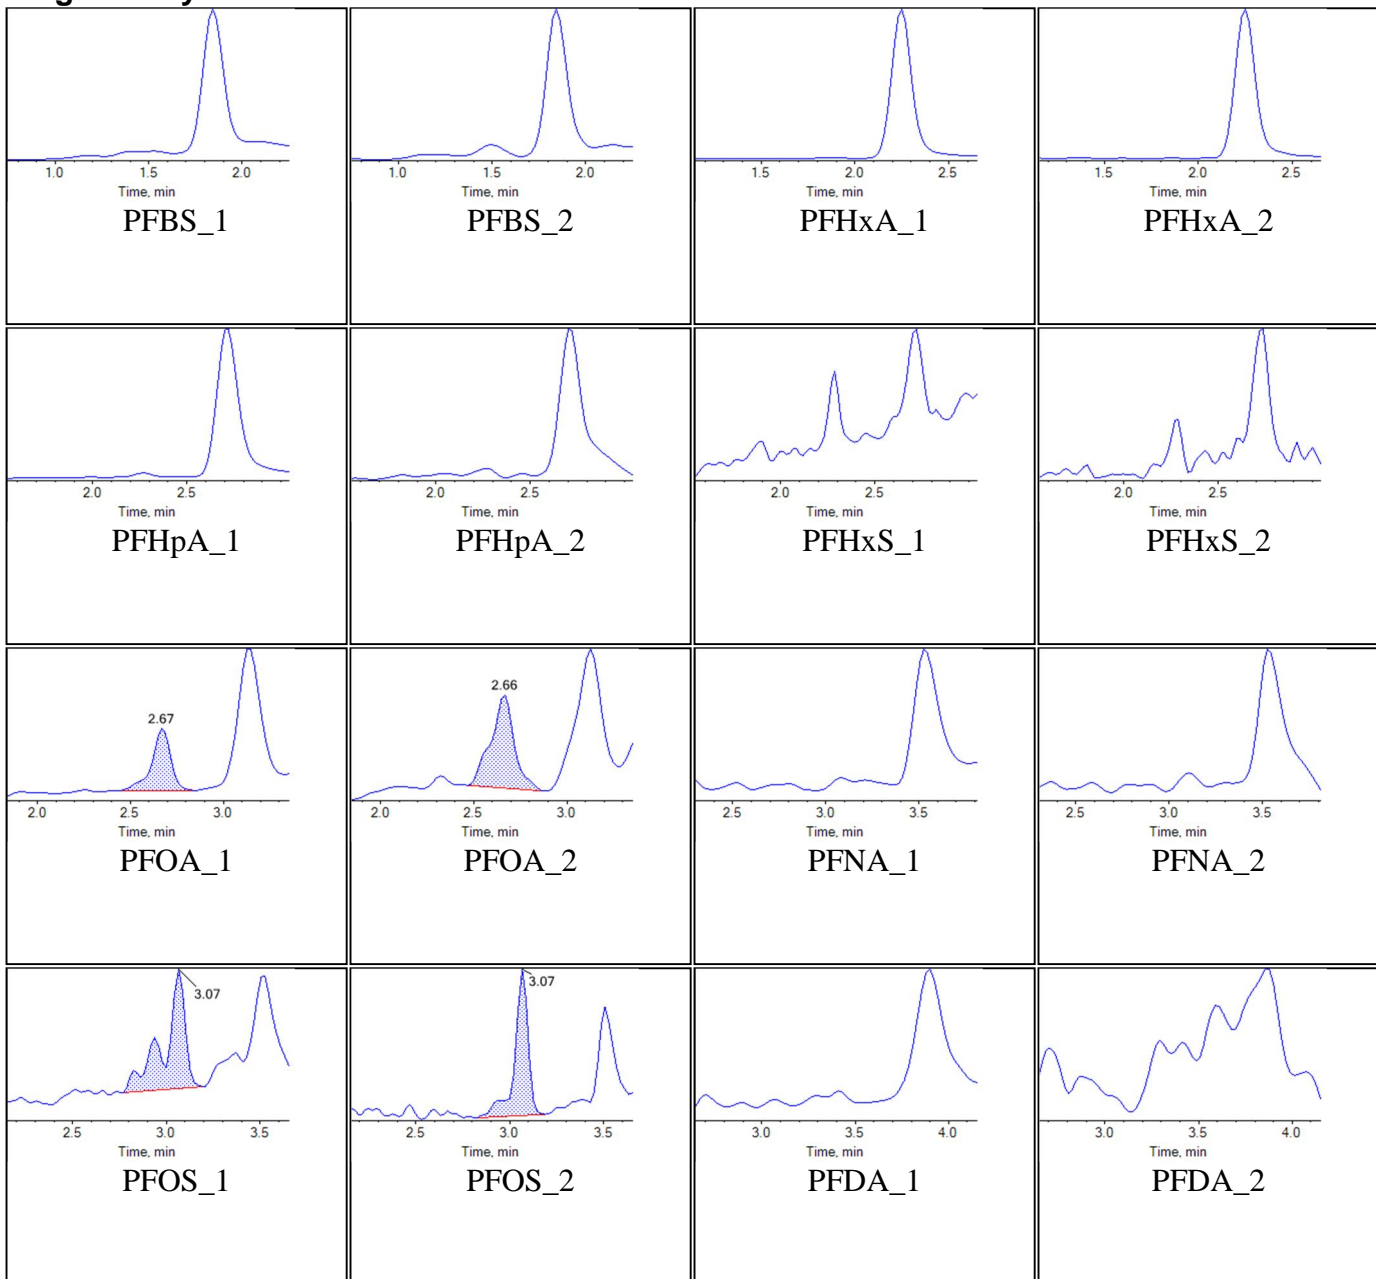 1.0 1.5 2.0
Time, min
PFBS_1
1.0 1.5 2.0
Time, min
PFBS_2
1.5 2.0 2.5
Time, min
PFHxA_1
1.5 2.0 2.5
Time, min
PFHxA_2
2.0 2.5
Time, min
PFHpA_1
2.0 2.5
Time, min
PFHpA_2
2.0 2.5
Time, min
PFHxS_1
2.0 2.5
Time, min
PFHxS_2
2.67
2.0 2.5 3.0
Time, min
PFOA_1
2.66
2.0 2.5 3.0
Time, min
PFOA_2
2.5 3.0 3.5
Time, min
PFNA_1
2.5 3.0 3.5
Time, min
PFNA_2
3.07
2.5 3.0 3.5
Time, min
PFOS_1
3.07
2.5 3.0 3.5
Time, min
PFOS_2
3.0 3.5 4.0
Time, min
PFDA_1
3.0 3.5 4.0
Time, min
PFDA_2